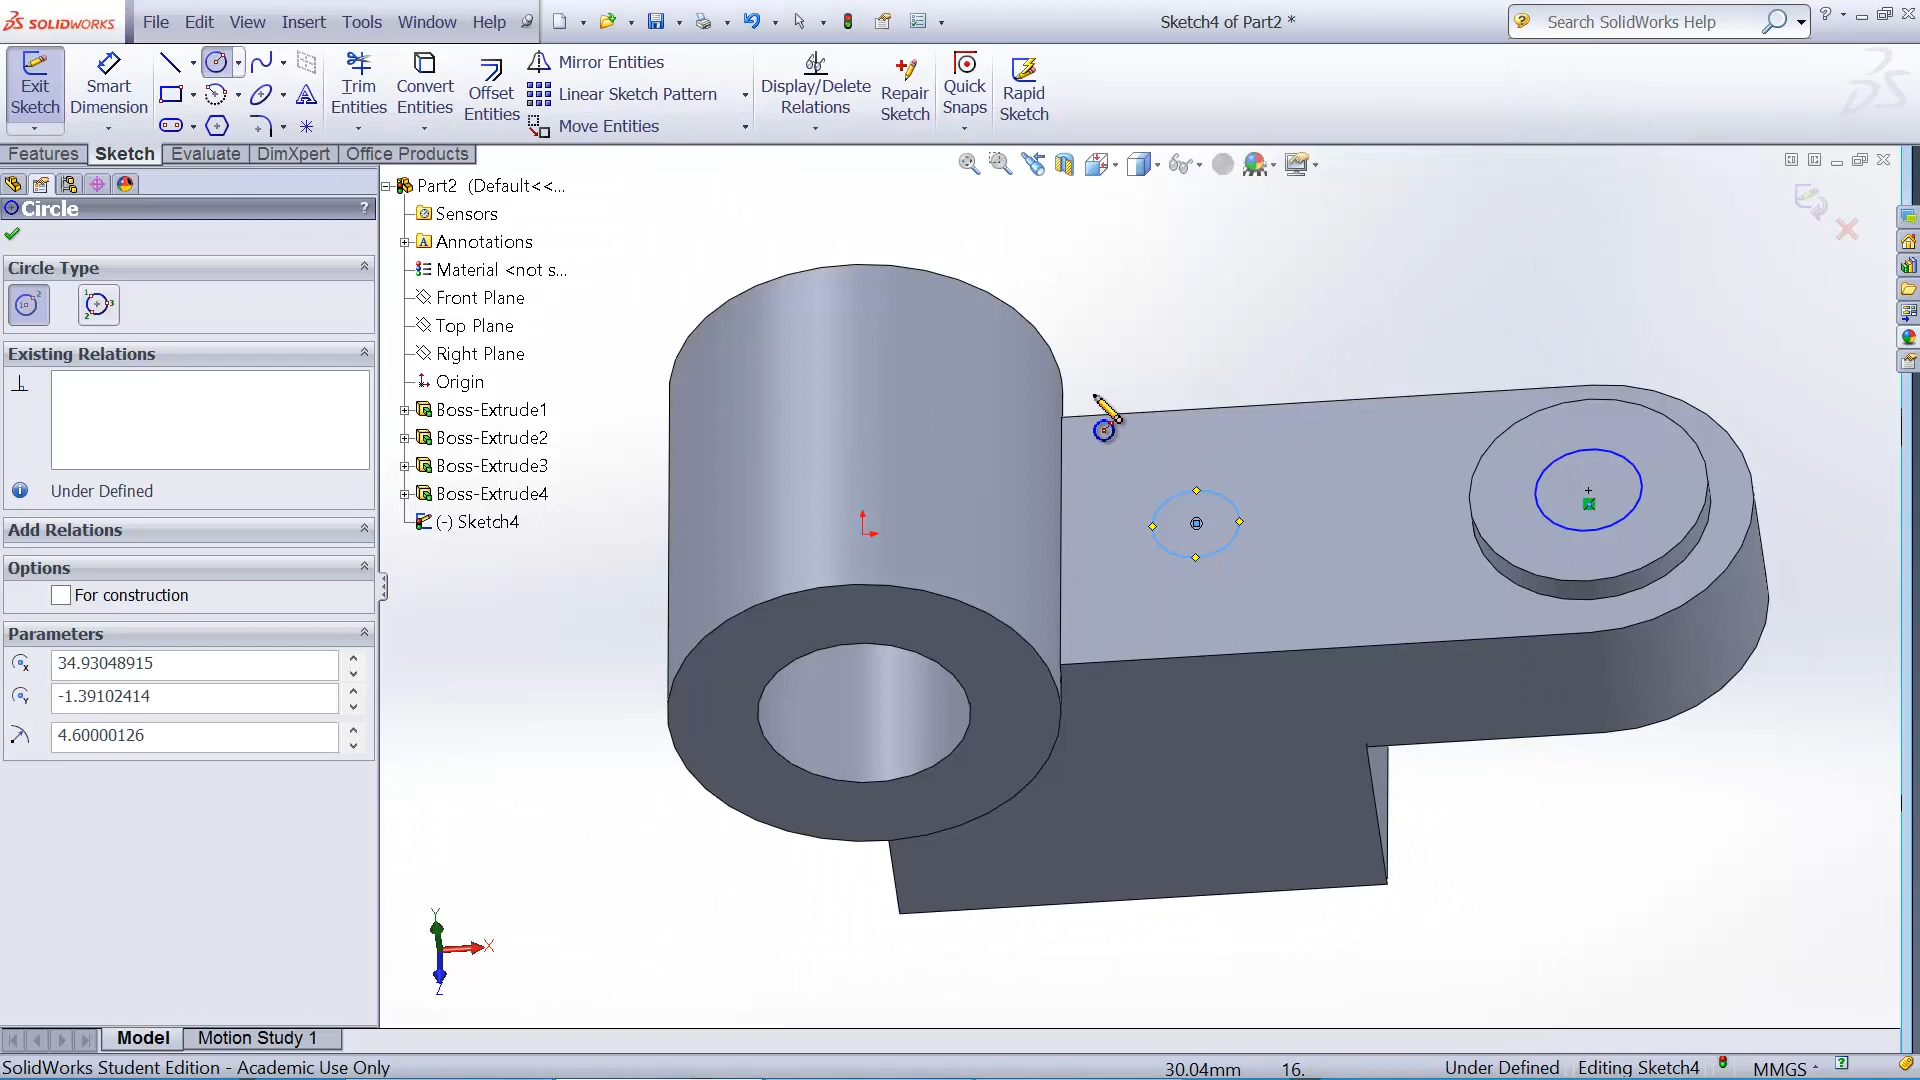 SOLIDWORKS File Edit View Insert Tools Window Help Sketch4 of Part2 * Search SolidWorks Help
Exit Sketch
Smart Dimension
Trim Entities
Convert Entities
Offset Entities
Mirror Entities
Linear Sketch Pattern
Move Entities
Display/Delete Relations
Repair Sketch
Quick Snaps
Rapid Sketch
Features Sketch Evaluate DimXpert Office Products
Circle ?
Circle Type
Existing Relations
Under Defined
Add Relations
Options
For construction
Parameters
34.93048915
-1.39102414
4.60000126
Part2 (Default<<...
Sensors
Annotations
Material <not s...
Front Plane
Top Plane
Right Plane
Origin
Boss-Extrude1
Boss-Extrude2
Boss-Extrude3
Boss-Extrude4
(-) Sketch4
Y
X
Z
Model Motion Study 1
SolidWorks Student Edition - Academic Use Only 30.04mm 16. Under Defined Editing Sketch4 MMGS